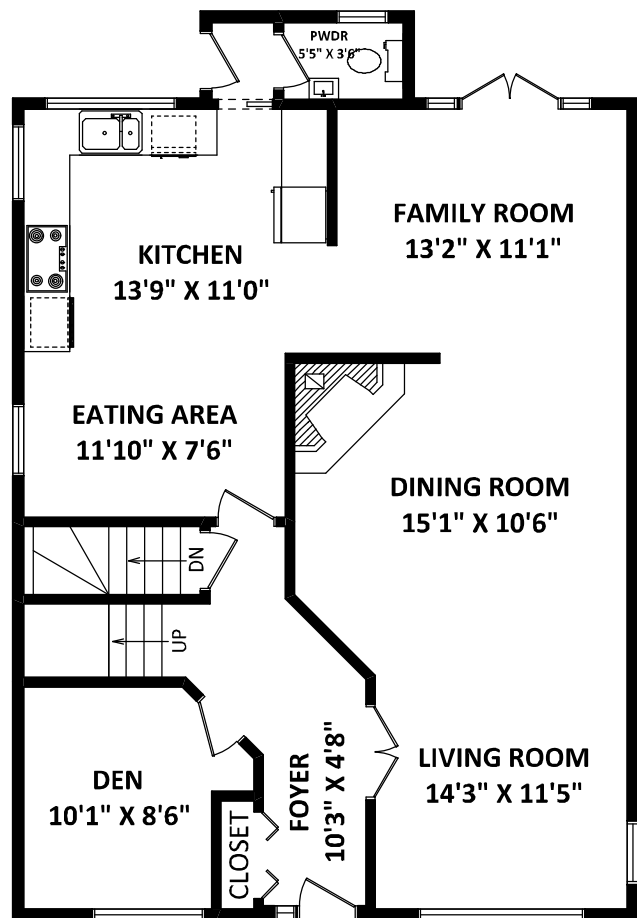 PWDR
5'5" X 3'6"
FAMILY ROOM
13'2" X 11'1"
KITCHEN
13'9" X 11'0"
EATING AREA
11'10" X 7'6"
DINING ROOM
15'1" X 10'6"
DN
UP
LIVING ROOM
14'3" X 11'5"
DEN
10'1" X 8'6"
FOYER
10'3" X 4'8"
CLOSET